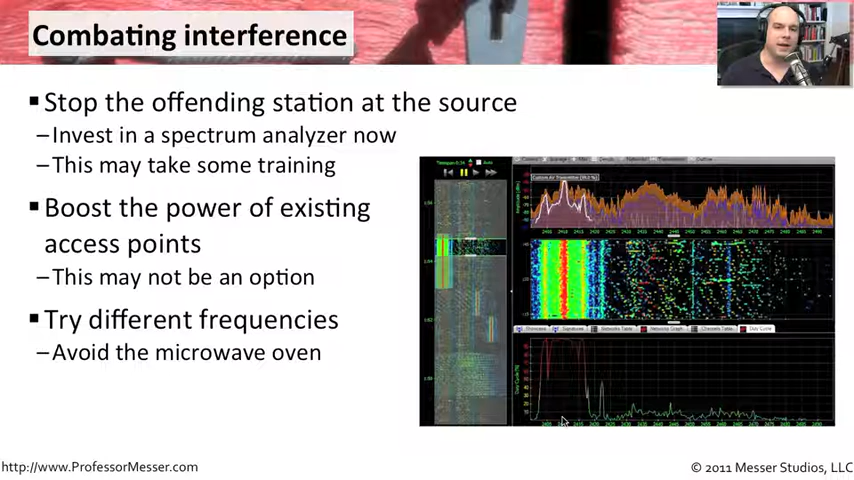 Combating interference
▪ Stop the offending station at the source
–Invest in a spectrum analyzer now
–This may take some training
▪ Boost the power of existing
access points
–This may not be an option
▪ Try different frequencies
–Avoid the microwave oven
http://www.ProfessorMesser.com
© 2011 Messer Studios, LLC